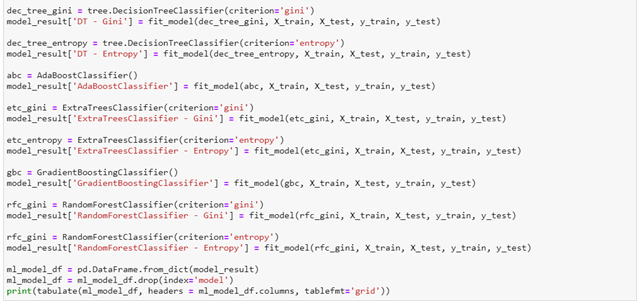 dec_tree_gini = tree.DecisionTreeClassifier(criterion='gini')
model_result['DT - Gini'] = fit_model(dec_tree_gini, X_train, X_test, y_train, y_test)
dec_tree_entropy = tree.DecisionTreeClassifier(criterion='entropy')
model_result['DT - Entropy'] = fit_model(dec_tree_entropy, X_train, X_test, y_train, y_test)
abc = AdaBoostClassifier()
model_result['AdaBoostClassifier'] = fit_model(abc, X_train, X_test, y_train, y_test)
etc_gini = ExtraTreesClassifier(criterion='gini')
model_result['ExtraTreesClassifier - Gini'] = fit_model(etc_gini, X_train, X_test, y_train, y_test)
etc_entropy = ExtraTreesClassifier(criterion='entropy')
model_result['ExtraTreesClassifier - Entropy'] = fit_model(etc_gini, X_train, X_test, y_train, y_test)
gbc = GradientBoostingClassifier()
model_result['GradientBoostingClassifier'] = fit_model(gbc, X_train, X_test, y_train, y_test)
rfc_gini = RandomForestClassifier(criterion='gini')
model_result['RandomForestClassifier - Gini'] = fit_model(rfc_gini, X_train, X_test, y_train, y_test)
rfc_gini = RandomForestClassifier(criterion='entropy')
model_result['RandomForestClassifier - Entropy'] = fit_model(rfc_gini, X_train, X_test, y_train, y_test)
ml_model_df = pd.DataFrame.from_dict(model_result)
ml_model_df = ml_model_df.drop(index='model')
print(tabulate(ml_model_df, headers = ml_model_df.columns, tablefmt='grid'))